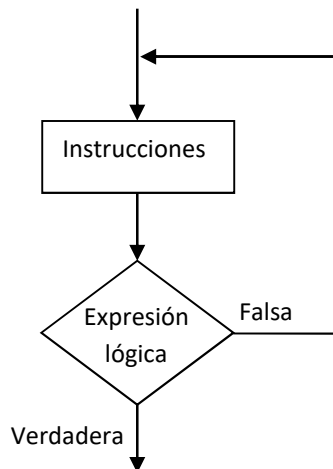 Instrucciones
Expresión
lógica
Falsa
Verdadera